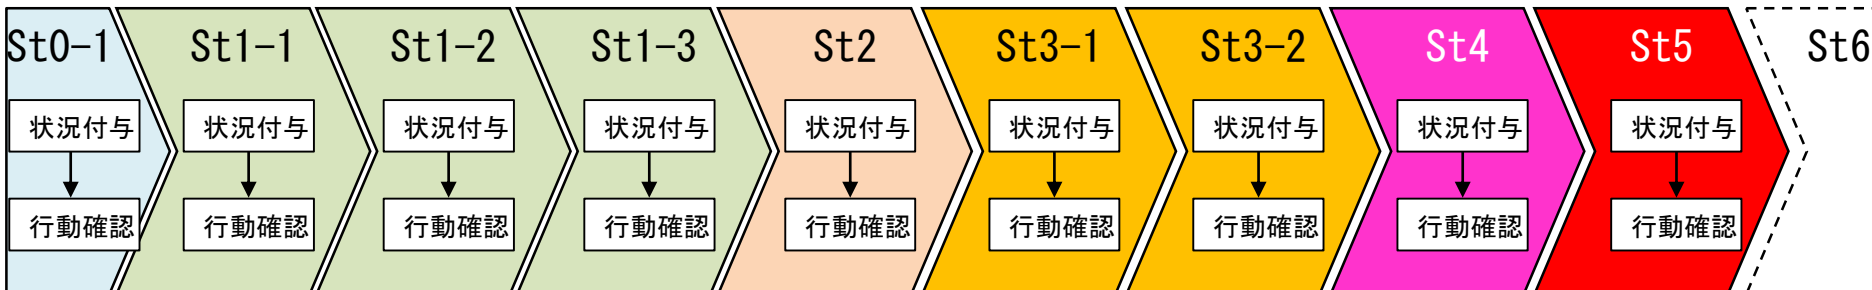 St0-1 St1-1 St1-2 St1-3 St2 St3-1 St3-2 St4 St5 St6
状況付与 状況付与 状況付与 状況付与 状況付与 状況付与 状況付与 状況付与 状況付与
行動確認 行動確認 行動確認 行動確認 行動確認 行動確認 行動確認 行動確認 行動確認